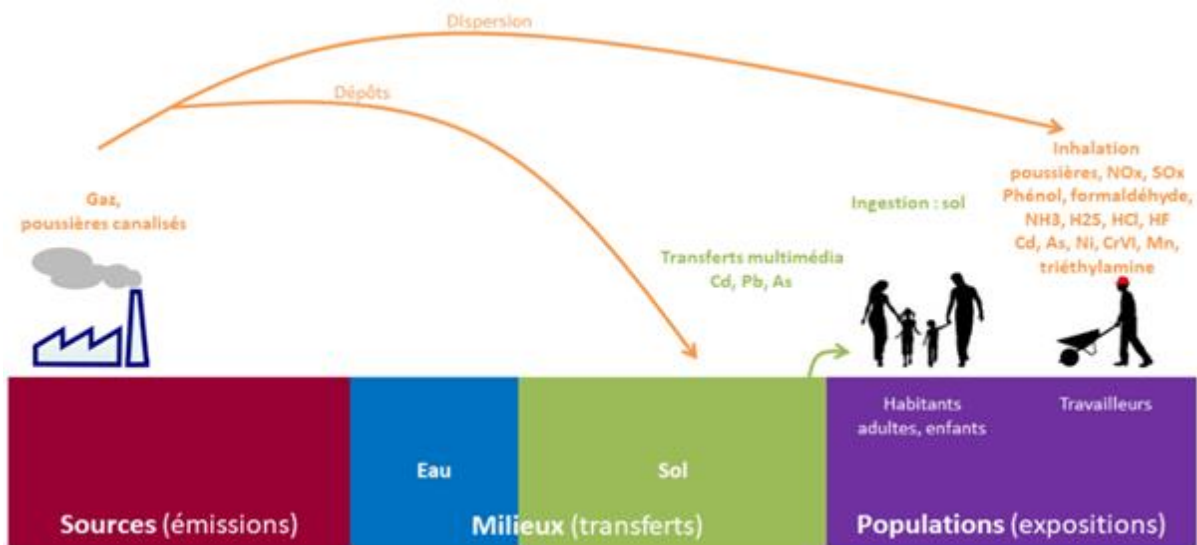 Dispersion
Dépôts
Gaz,
poussières canalisés
Transferts multimédia
Cd, Pb, As
Ingestion : sol
Inhalation
poussières, NOx, SOx
Phénol, formaldéhyde,
NH3, H2S, HCl, HF
Cd, As, Ni, CrVI, Mn,
triéthylamine
Habitants
adultes, enfants
Travailleurs
Eau
Sol
Sources (émissions)
Milieux (transferts)
Populations (expositions)